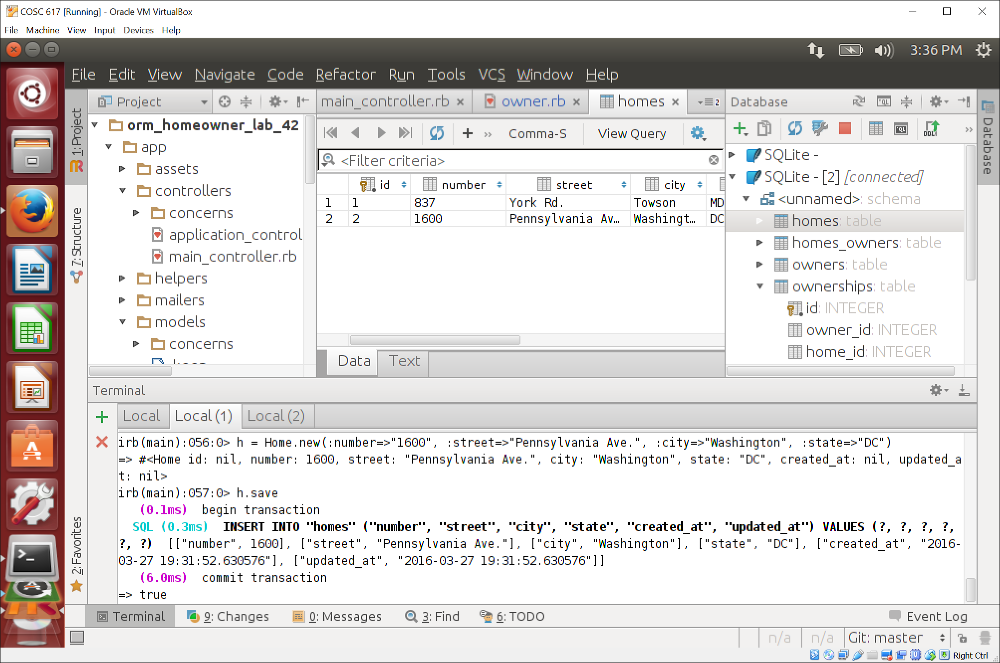 COSC 617 [Running] - Oracle VM VirtualBox
File Machine View Input Devices Help
3:36 PM
File Edit View Navigate Code Refactor Run Tools VCS Window Help
1: Project
7: Structure
2: Favorites
Project
orm_homeowner_lab_42
app
assets
controllers
concerns
application_control
main_controller.rb
helpers
mailers
models
concerns
main_controller.rb owner.rb homes 2
Comma-S View Query
<Filter criteria>
id number street city
1 1 837 York Rd. Towson MD
2 2 1600 Pennsylvania Av… Washingt… DC
Data Text
Database
SQLite -
SQLite - [2] [connected]
<unnamed>: schema
homes: table
homes_owners: table
owners: table
ownerships: table
id: INTEGER
owner_id: INTEGER
home_id: INTEGER
Database
Terminal
Local Local (1) Local (2)
irb(main):056:0> h = Home.new(:number=>"1600", :street=>"Pennsylvania Ave.", :city=>"Washington", :state=>"DC")
=> #<Home id: nil, number: 1600, street: "Pennsylvania Ave.", city: "Washington", state: "DC", created_at: nil, updated_a
t: nil>
irb(main):057:0> h.save
(0.1ms) begin transaction
SQL (0.3ms) INSERT INTO "homes" ("number", "street", "city", "state", "created_at", "updated_at") VALUES (?, ?, ?, ?,
?, ?) [["number", 1600], ["street", "Pennsylvania Ave."], ["city", "Washington"], ["state", "DC"], ["created_at", "2016-
03-27 19:31:52.630576"], ["updated_at", "2016-03-27 19:31:52.630576"]]
(6.0ms) commit transaction
=> true
Terminal 9: Changes 0: Messages 3: Find 6: TODO Event Log
n/a n/a Git: master
Right Ctrl